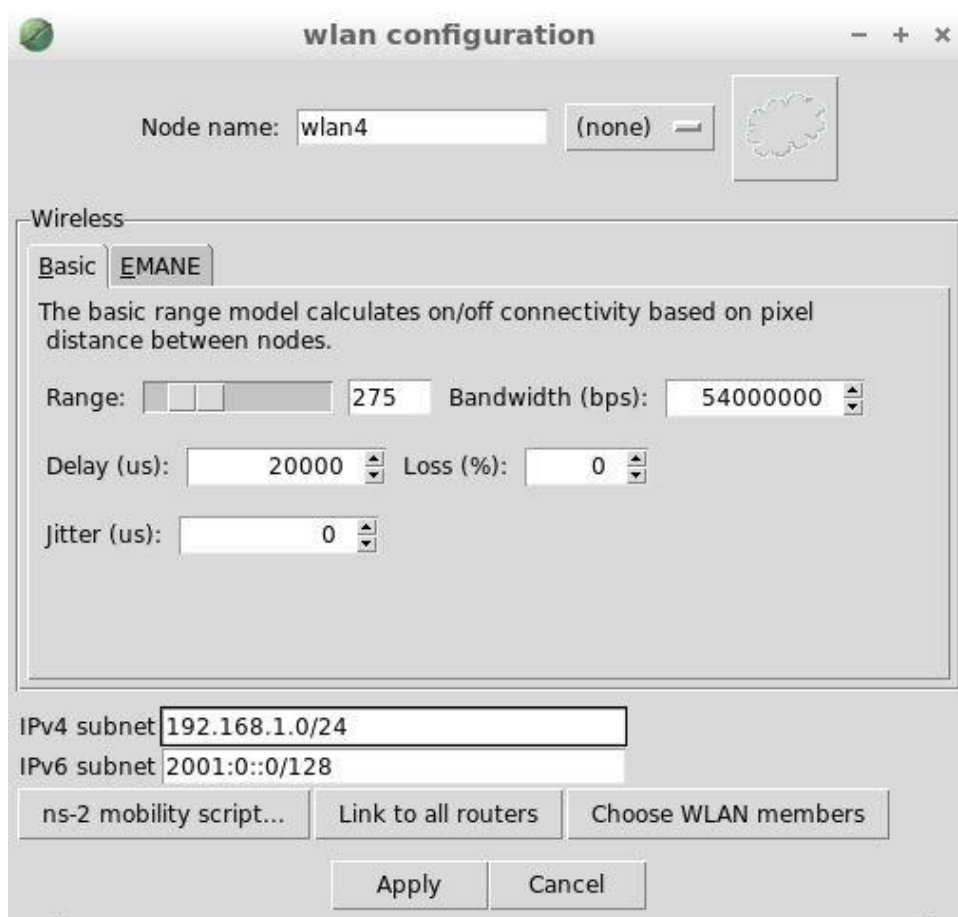 wlan configuration
Node name: wlan4 (none)
Wireless
Basic EMANE
The basic range model calculates on/off connectivity based on pixel
distance between nodes.
Range: 275 Bandwidth (bps): 54000000
Delay (us): 20000 Loss (%): 0
Jitter (us): 0
IPv4 subnet 192.168.1.0/24
IPv6 subnet 2001:0::0/128
ns-2 mobility script... Link to all routers Choose WLAN members
Apply Cancel